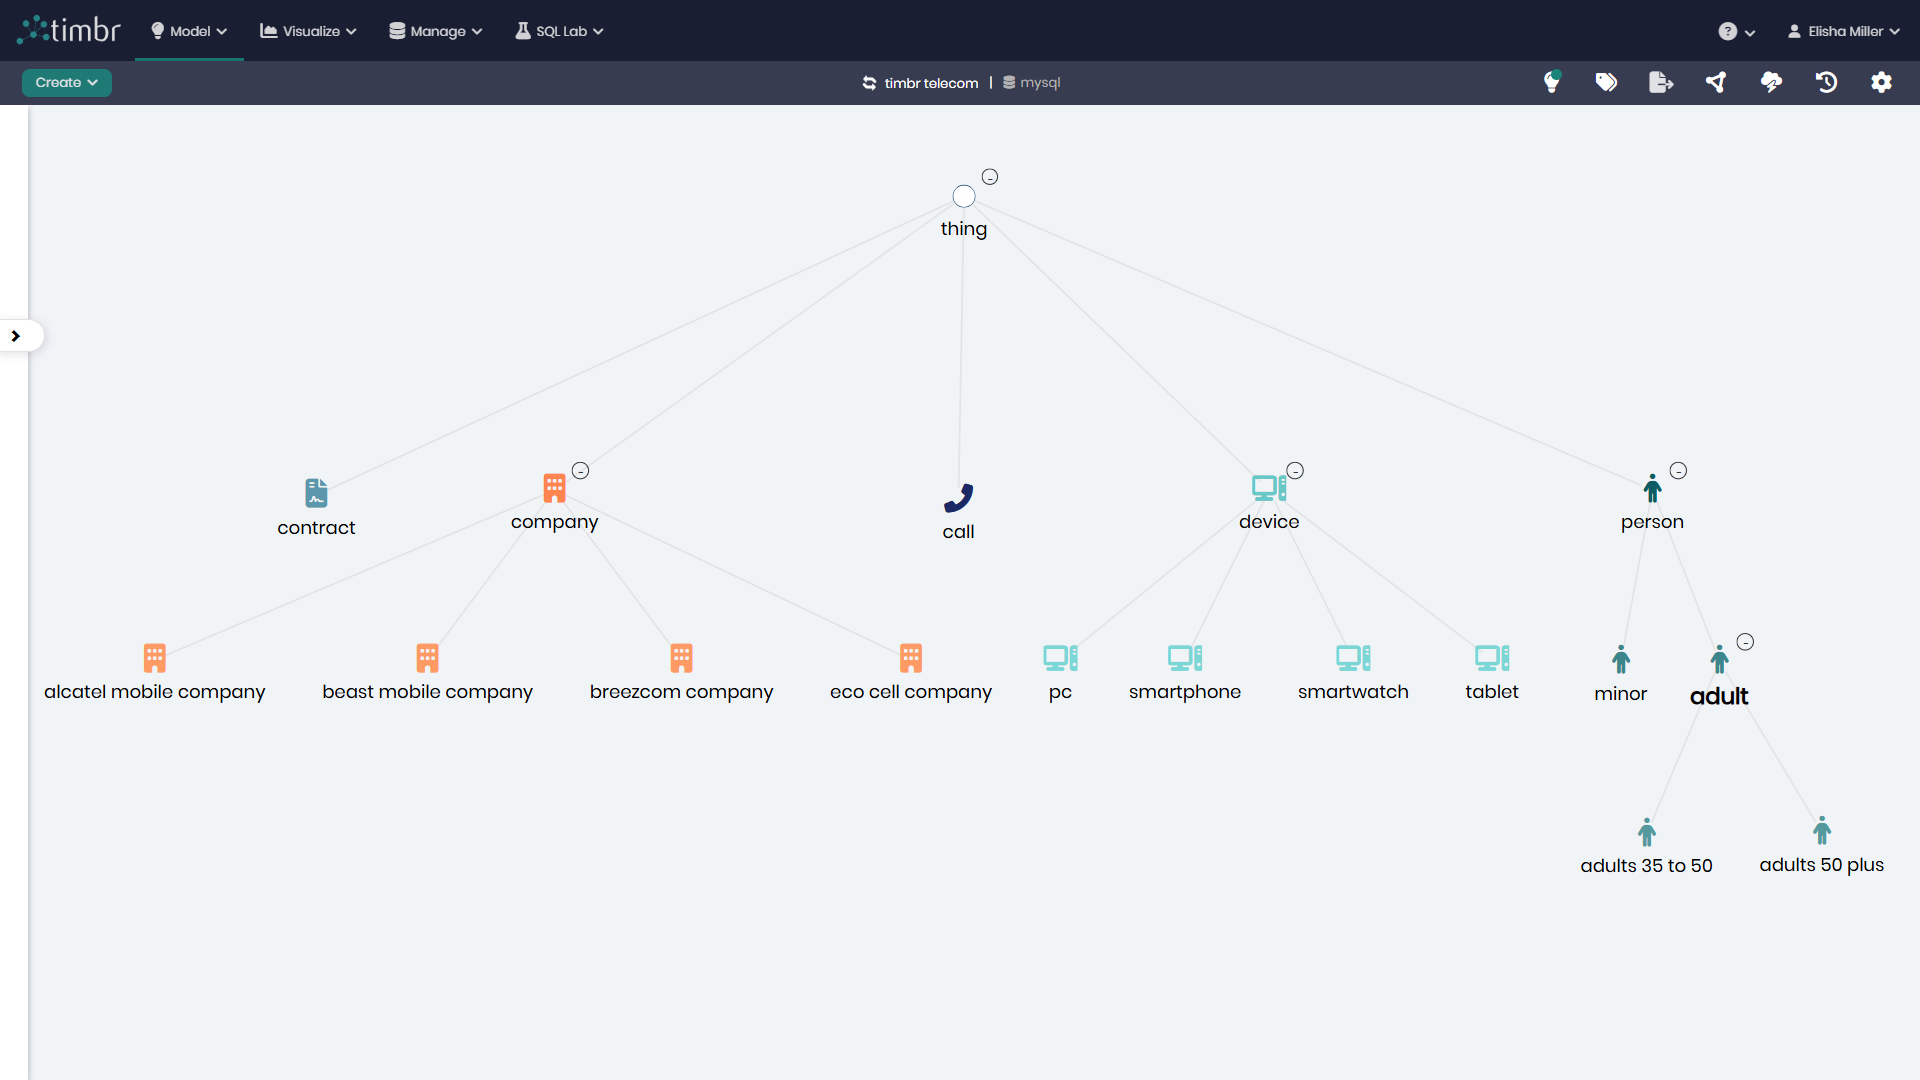 timbr
Model
Visualize
Manage
SQL Lab
?
Elisha Miller
Create
timbr telecom | mysql
thing
contract
company
call
device
person
alcatel mobile company
beast mobile company
breezcom company
eco cell company
pc
smartphone
smartwatch
tablet
minor
adult
adults 35 to 50
adults 50 plus